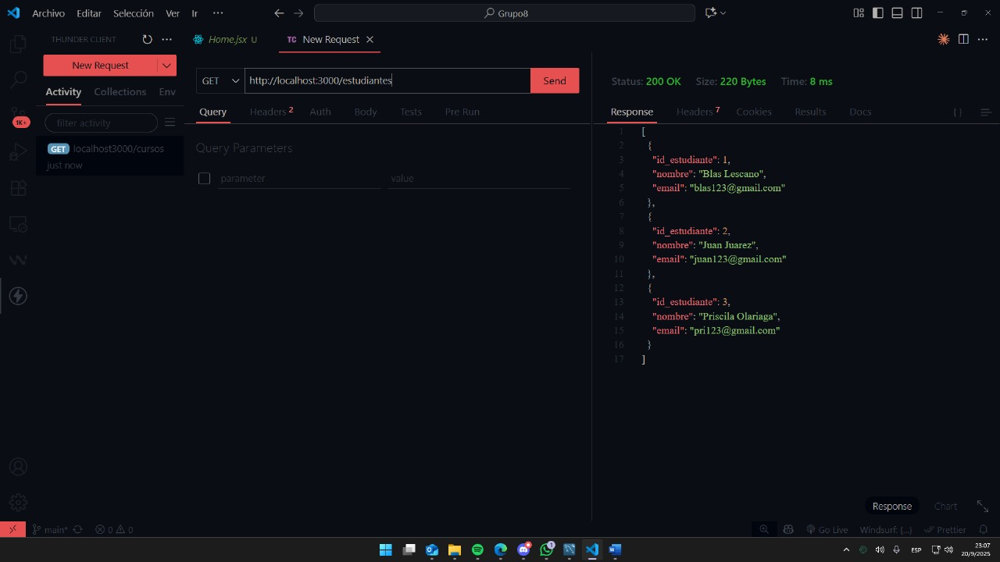 Archivo Editar Selección Ver Ir ··· Grupo8
THUNDER CLIENT ··· Home.jsx U TC New Request
New Request
Activity Collections Env
filter activity
1K+
GET localhost3000/cursos
just now
GET http://localhost:3000/estudiantes Send
Query Headers 2 Auth Body Tests Pre Run
Query Parameters
parameter value
Status: 200 OK Size: 220 Bytes Time: 8 ms
Response Headers 7 Cookies Results Docs { }
1 [
2 {
3 "id_estudiante": 1,
4 "nombre": "Blas Lescano",
5 "email": "blas123@gmail.com"
6 },
7 {
8 "id_estudiante": 2,
9 "nombre": "Juan Juarez",
10 "email": "juan123@gmail.com"
11 },
12 {
13 "id_estudiante": 3,
14 "nombre": "Priscila Olariaga",
15 "email": "pri123@gmail.com"
16 }
17 ]
Response Chart
main* 0 0 Go Live Windsurf: {...} Prettier
1 ESP 23:07
20/9/2025